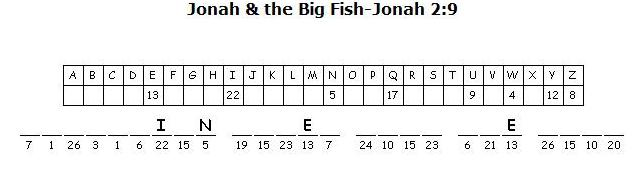 Jonah & the Big Fish-Jonah 2:9
A B C D E F G H I J K L M N O P Q R S T U V W X Y Z
13 22 5 17 9 4 12 8
I N E E
7 1 26 3 1 6 22 15 5 19 15 23 13 7 24 10 15 23 6 21 13 26 15 10 20